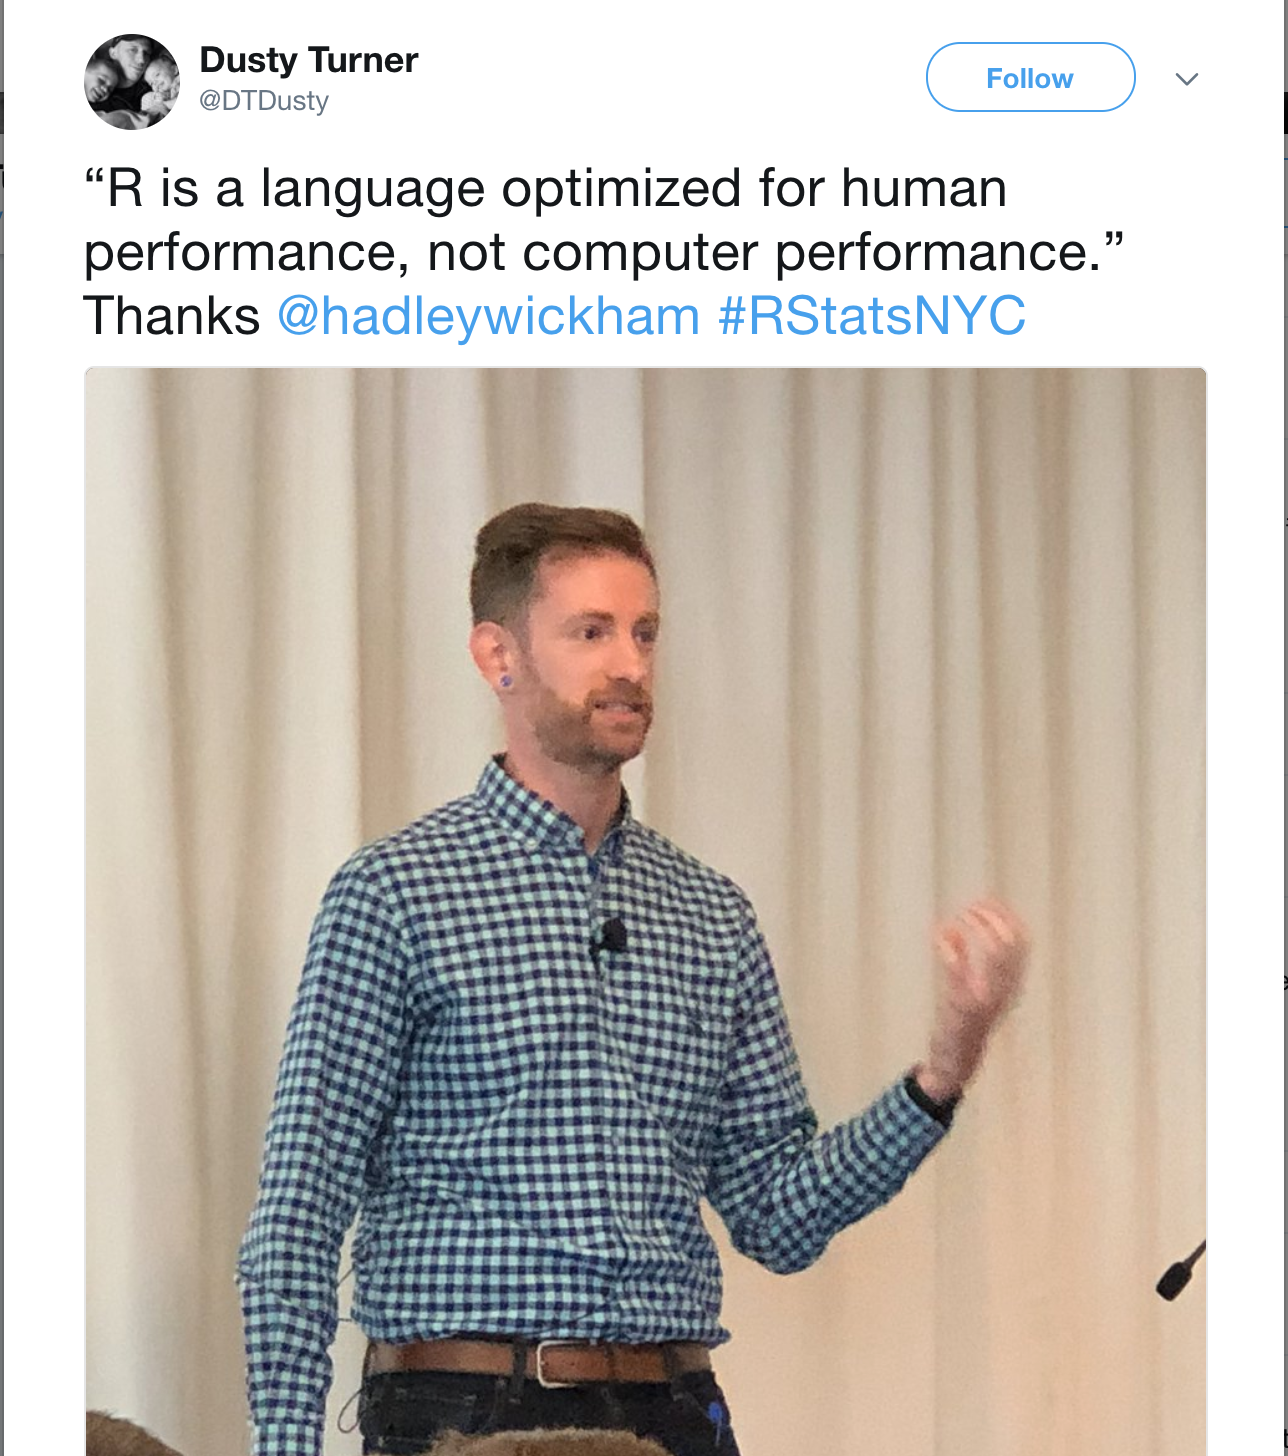 Dusty Turner
@DTDusty
Follow
“R is a language optimized for human
performance, not computer performance.”
Thanks @hadleywickham #RStatsNYC